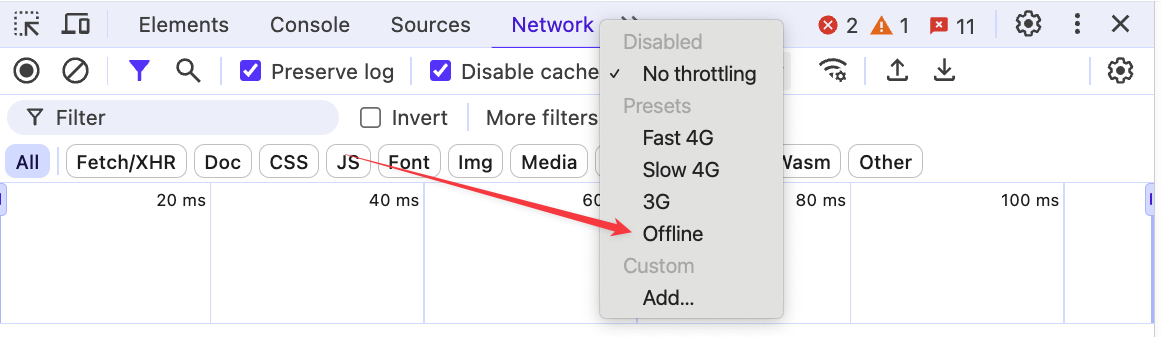 Elements Console Sources Network
2 1 11
Preserve log Disable cache
Filter Invert More filters
All Fetch/XHR Doc CSS JS Font Img Media Wasm Other
20 ms 40 ms 80 ms 100 ms
Disabled
✓ No throttling
Presets
Fast 4G
Slow 4G
3G
Offline
Custom
Add...